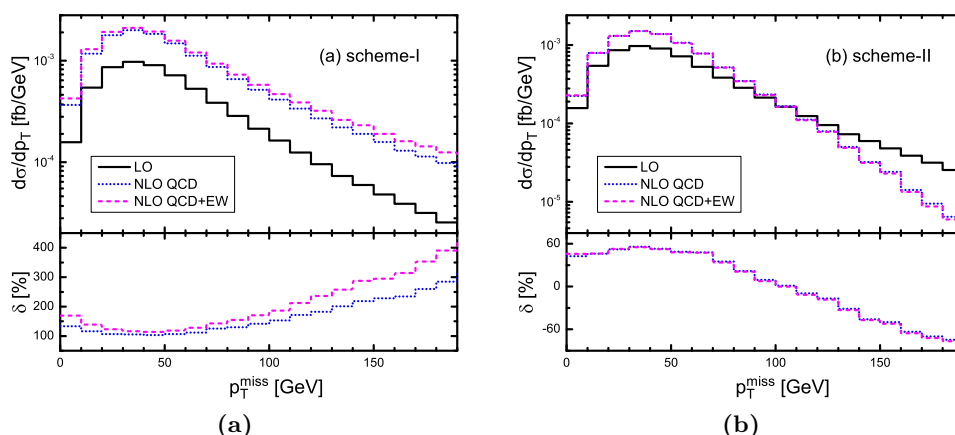 (a) scheme-I
dσ/dp_T [fb/GeV]
10^-3
10^-4
LO
NLO QCD
NLO QCD+EW
δ [%]
400
300
200
100
0 50 100 150
p_T^miss [GeV]
(a)
(b) scheme-II
dσ/dp_T [fb/GeV]
10^-3
10^-4
10^-5
LO
NLO QCD
NLO QCD+EW
δ [%]
60
0
-60
0 50 100 150
p_T^miss [GeV]
(b)